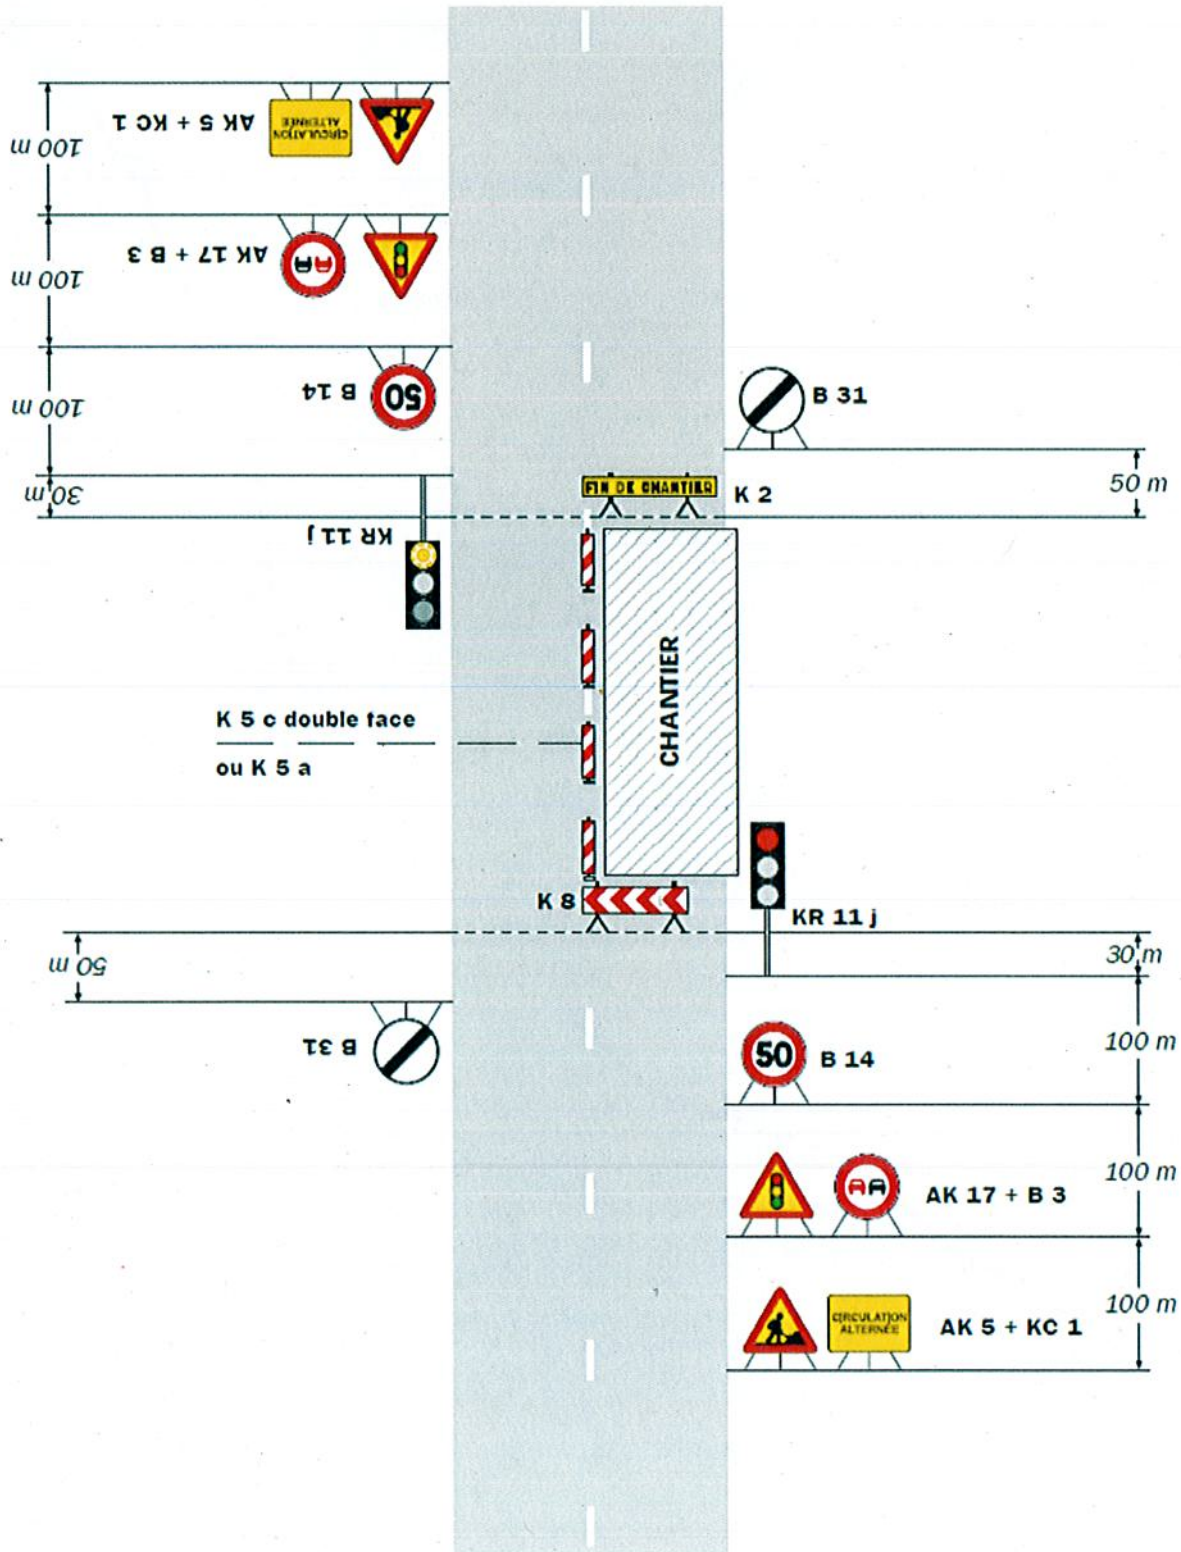 AK 5 + KC 1
CIRCULATION
ALTERNÉE
100 m
AK 17 + B 3
100 m
B 14
50
100 m
B 31
30 m
FIN DE CHANTIER
K 2
50 m
KR 11 j
CHANTIER
K 5 c double face
ou K 5 a
K 8
KR 11 j
30 m
50 m
B 31
50
B 14
100 m
AK 17 + B 3
100 m
CIRCULATION
ALTERNÉE
AK 5 + KC 1
100 m